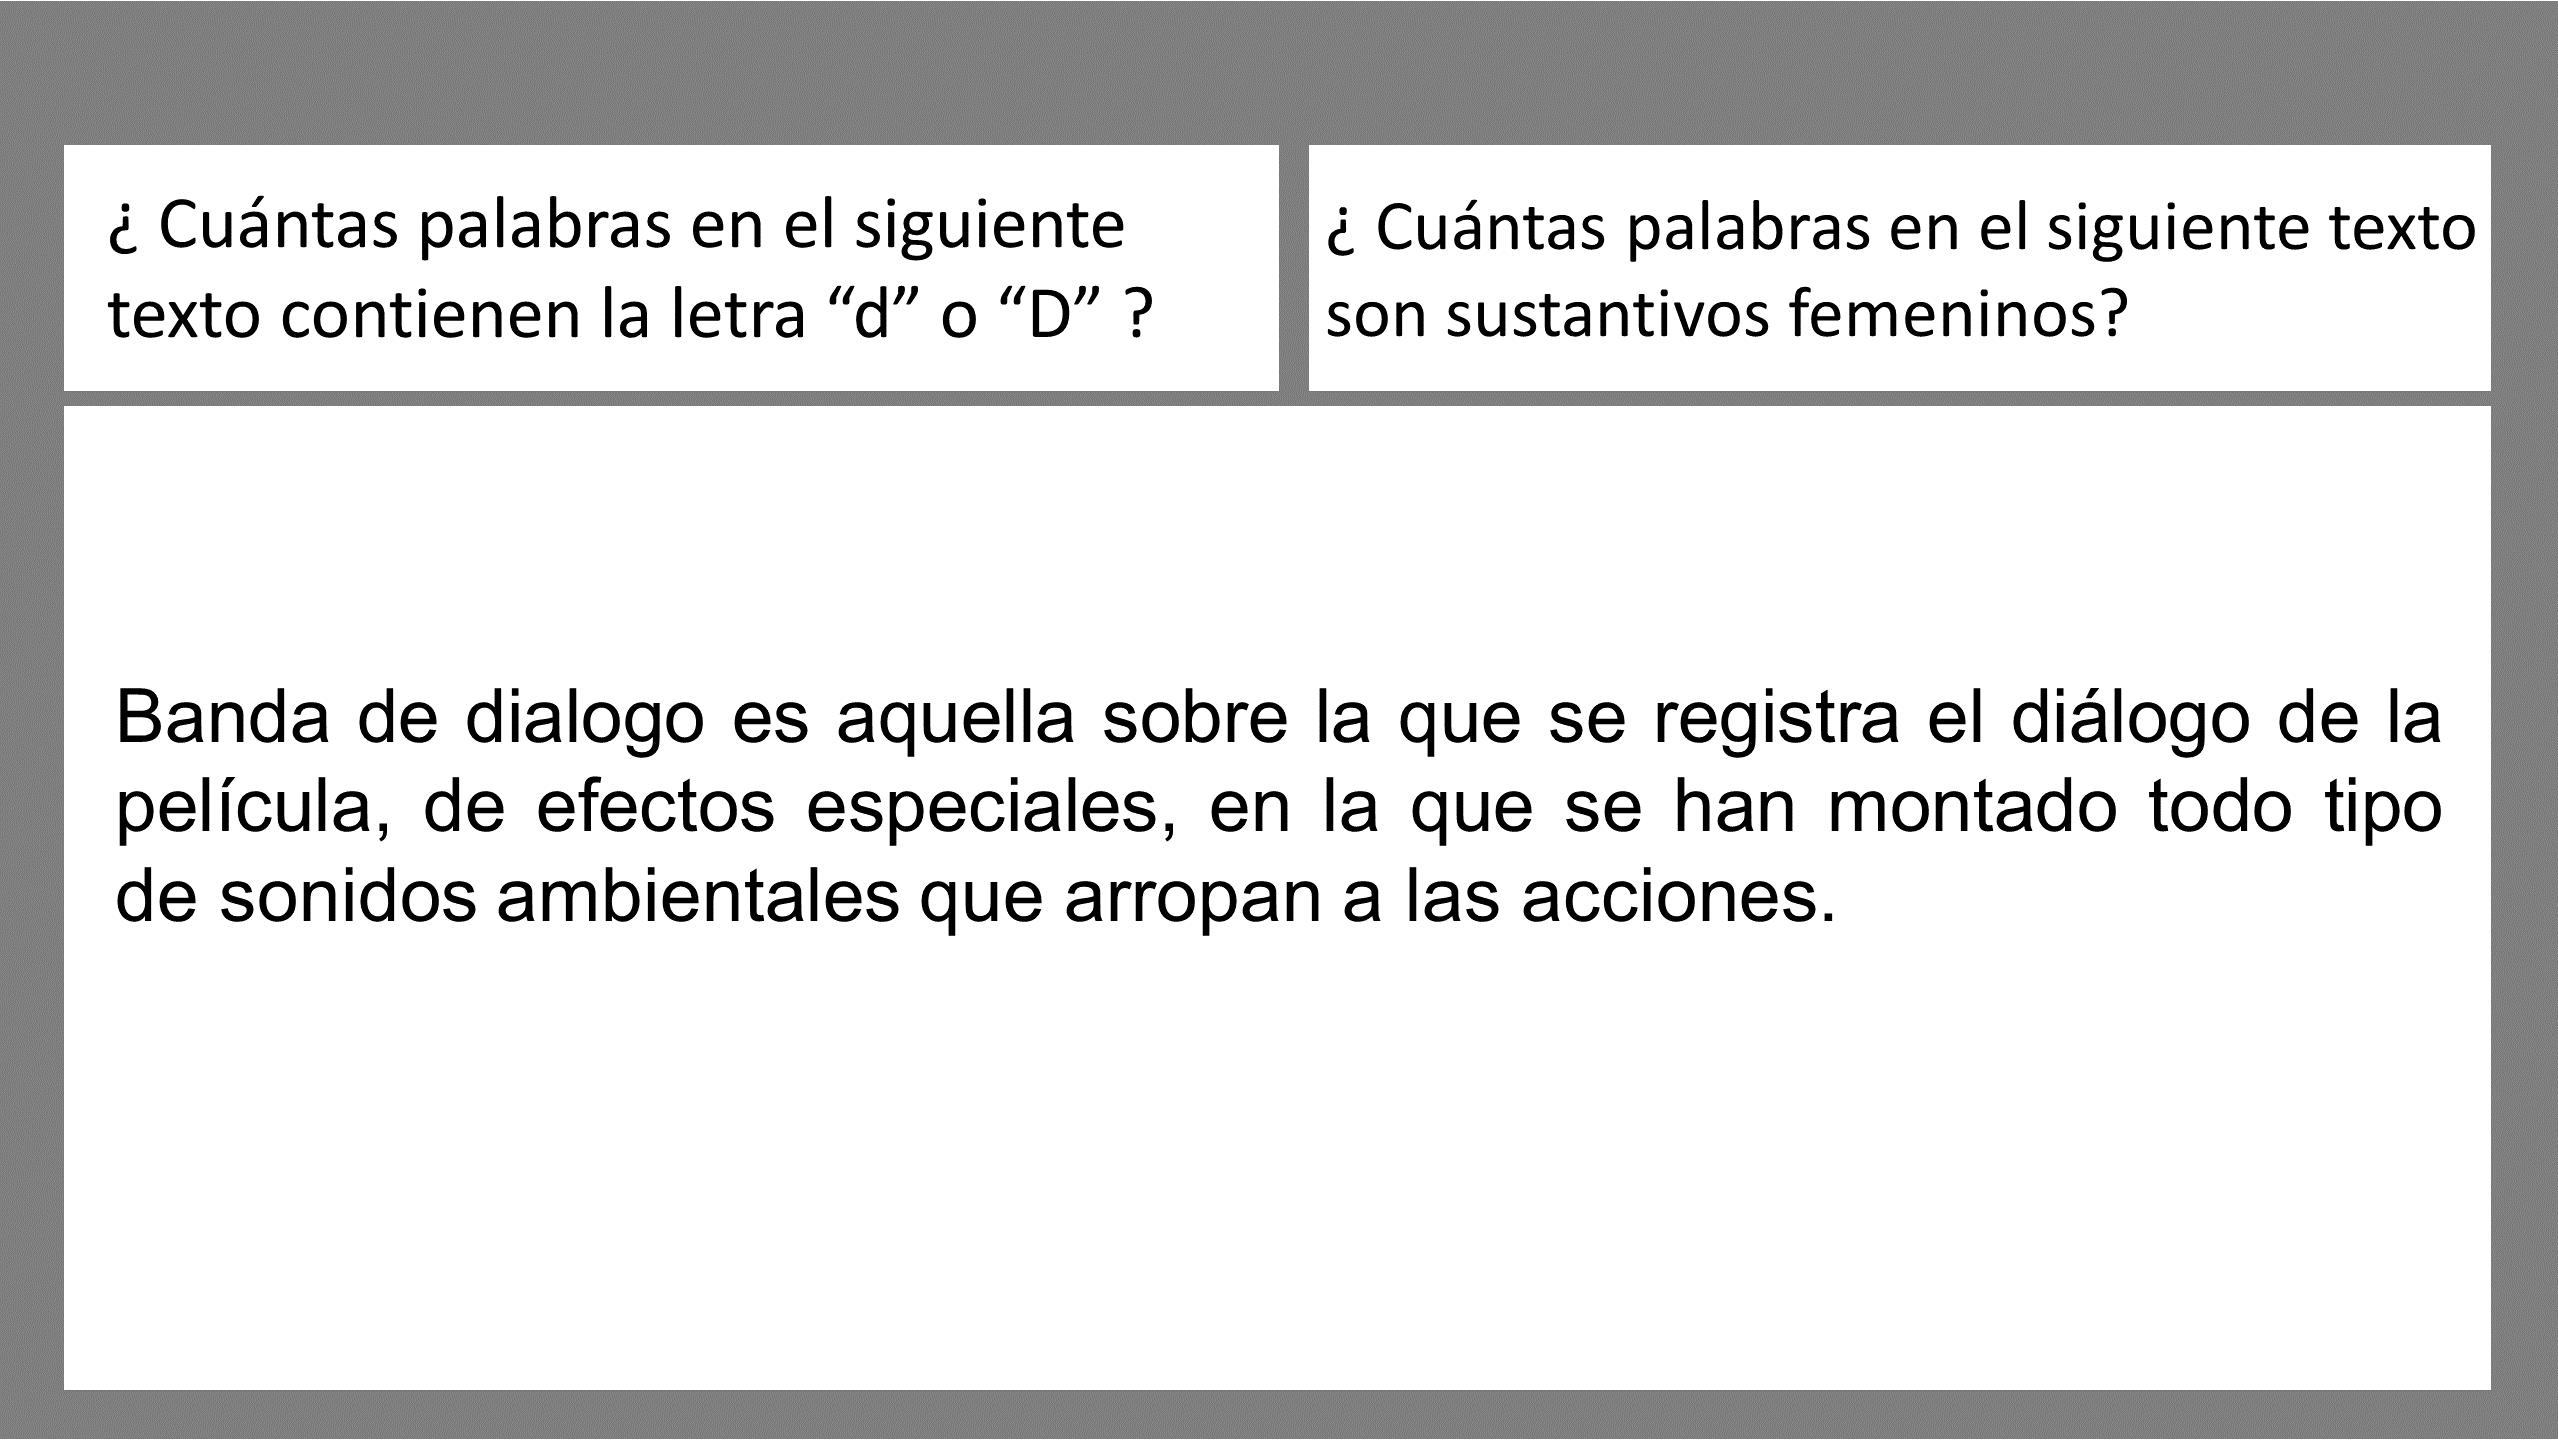 ¿ Cuántas palabras en el siguiente
texto contienen la letra “d” o “D” ?
¿ Cuántas palabras en el siguiente texto
son sustantivos femeninos?
Banda de dialogo es aquella sobre la que se registra el diálogo de la
película, de efectos especiales, en la que se han montado todo tipo
de sonidos ambientales que arropan a las acciones.